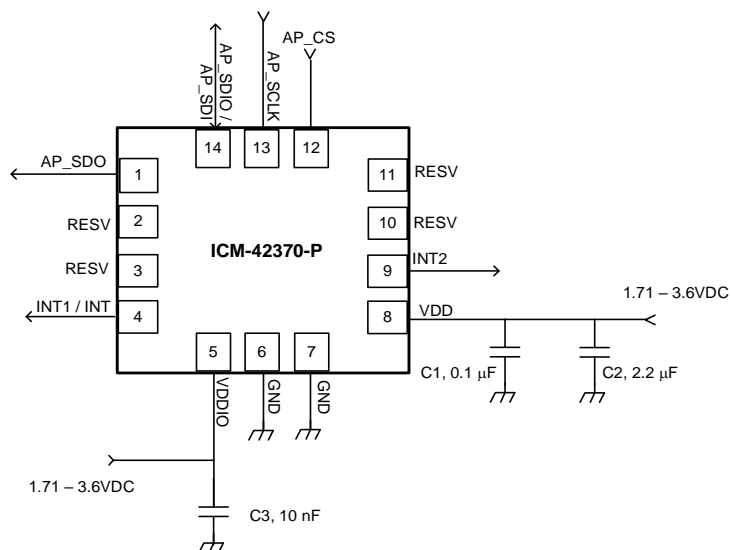 AP_SDIO /
AP_SDI
AP_SCLK
AP_CS
14
13
12
AP_SDO
1
11
RESV
RESV
2
10
RESV
ICM-42370-P
RESV
3
9
INT2
INT1 / INT
4
8
VDD
1.71 – 3.6VDC
5
6
7
VDDIO
GND
GND
C1, 0.1 μF
C2, 2.2 μF
1.71 – 3.6VDC
C3, 10 nF